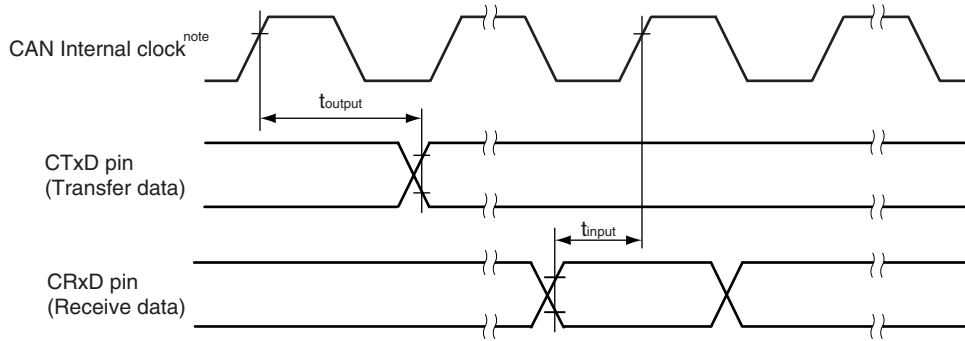 CAN Internal clock note
toutput
CTxD pin
(Transfer data)
tinput
CRxD pin
(Receive data)